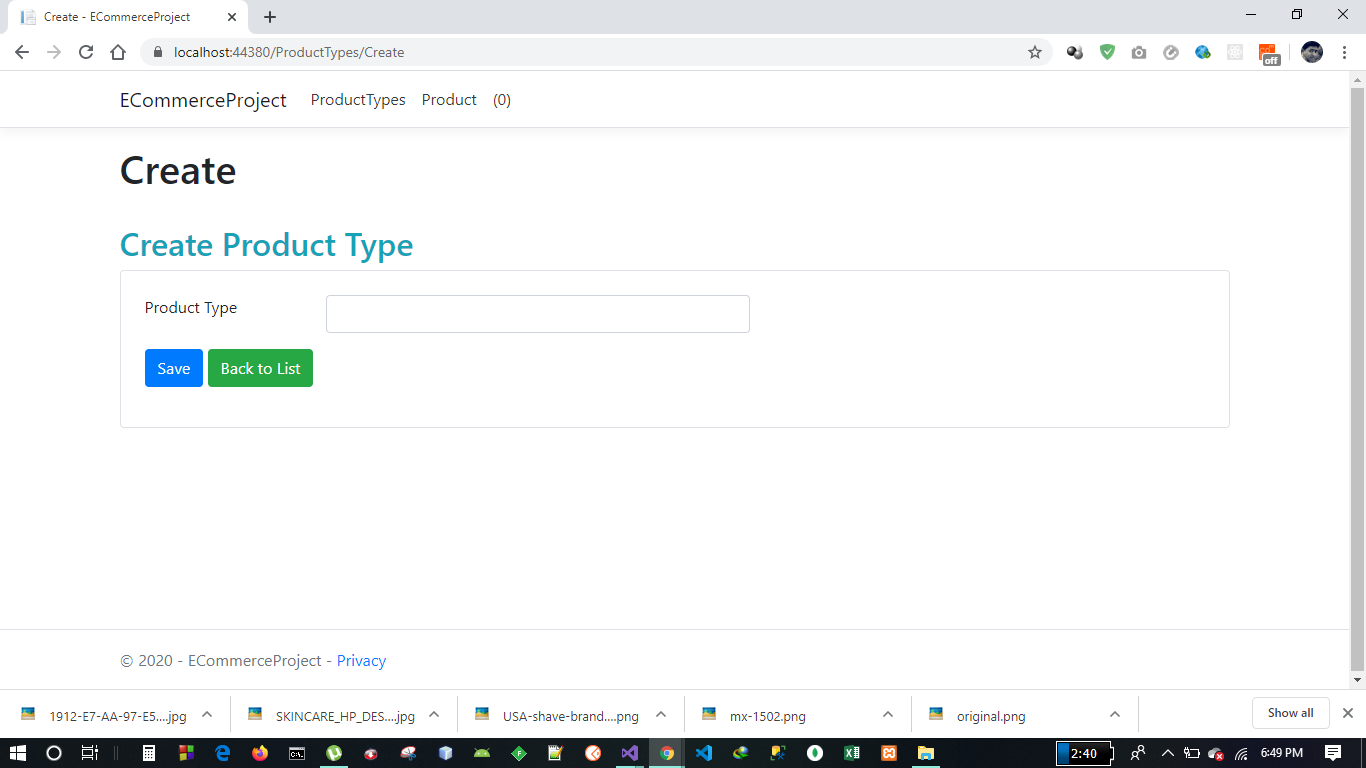 Create - ECommerceProject
localhost:44380/ProductTypes/Create
off
ECommerceProject ProductTypes Product (0)
Create
Create Product Type
Product Type
Save Back to List
© 2020 - ECommerceProject - Privacy
1912-E7-AA-97-E5....jpg SKINCARE_HP_DES....jpg USA-shave-brand....png mx-1502.png original.png Show all
2:40 6:49 PM